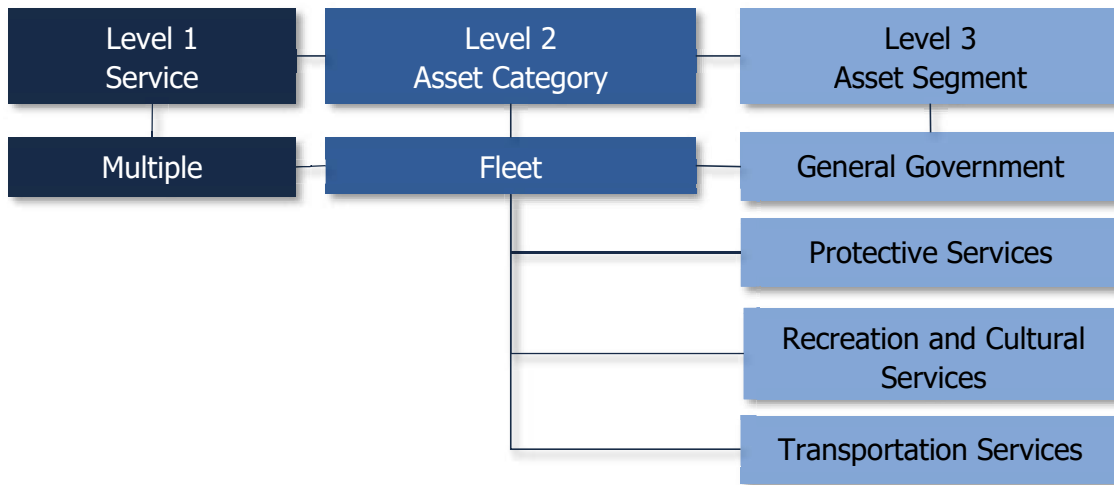 Level 1
Service
Level 2
Asset Category
Level 3
Asset Segment
Multiple
Fleet
General Government
Protective Services
Recreation and Cultural
Services
Transportation Services